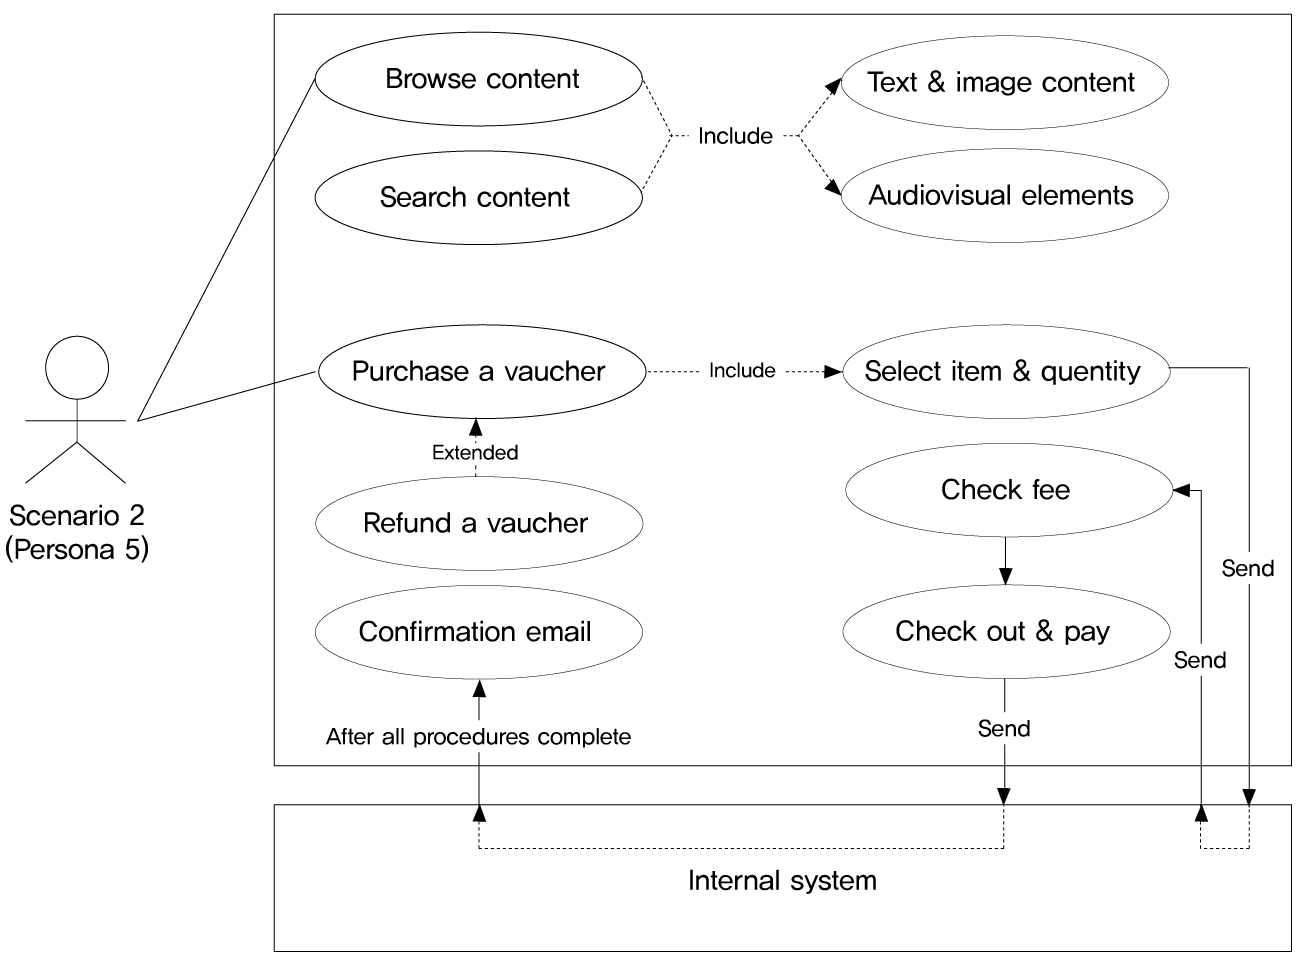 Browse content
Text & image content
Include
Search content
Audiovisual elements
Purchase a vaucher
Include
Select item & quentity
Extended
Check fee
Refund a vaucher
Scenario 2
(Persona 5)
Send
Confirmation email
Check out & pay
Send
After all procedures complete
Send
Internal system